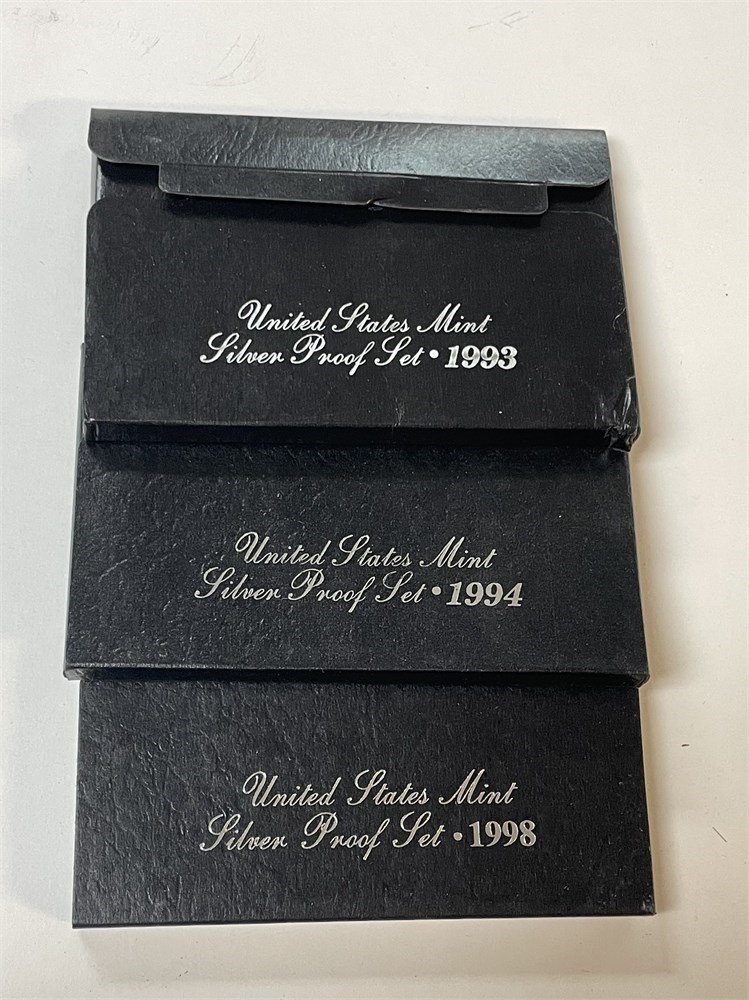 United States Mint
Silver Proof Set • 1993
United States Mint
Silver Proof Set • 1994
United States Mint
Silver Proof Set • 1998